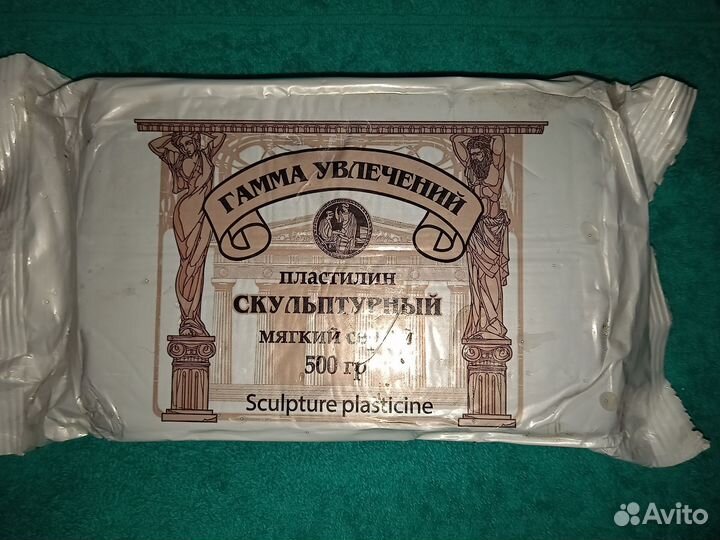 ГАММА УВЛЕЧЕНИЙ
ПЛАСТИЛИН
СКУЛЬПТУРНЫЙ
МЯГКИЙ
500 гр
Sculpture plasticine
Avito